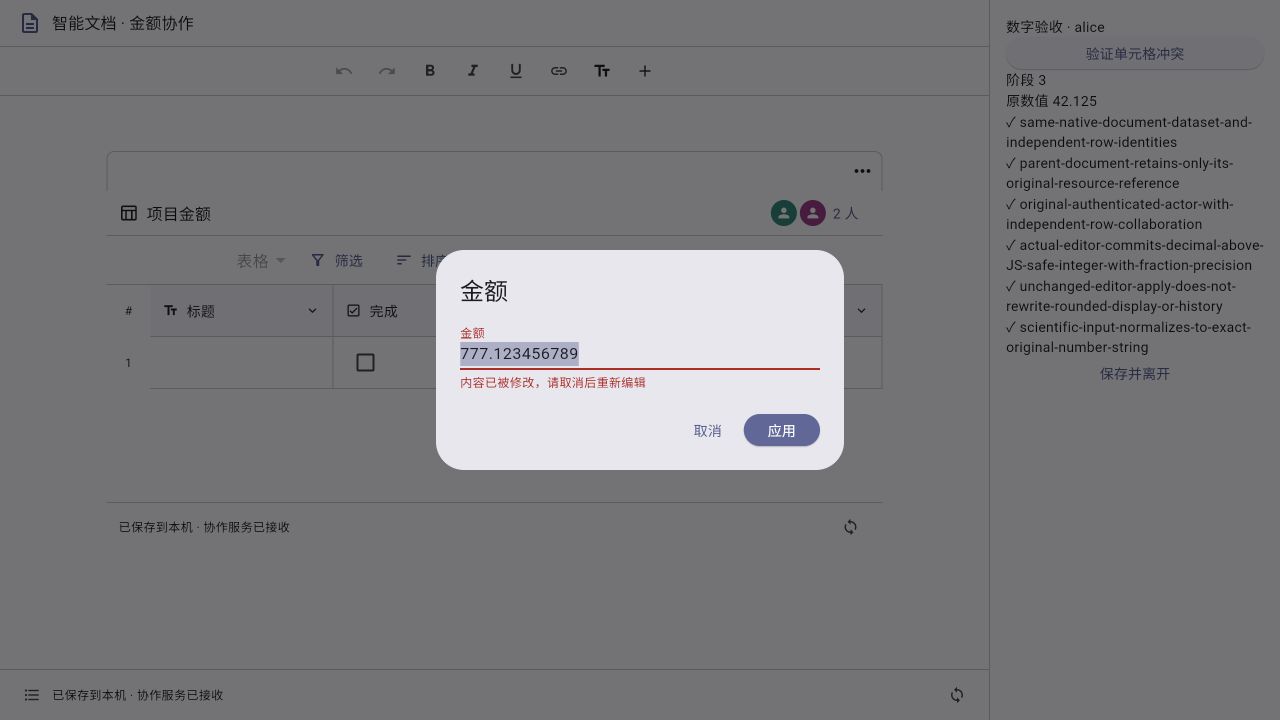 智能文档 · 金额协作
项目金额
2 人
表格
筛选
排序
#
标题
完成
1
金额
金额
777.123456789
内容已被修改，请取消后重新编辑
取消
应用
已保存到本机 · 协作服务已接收
已保存到本机 · 协作服务已接收
数字验收 · alice
验证单元格冲突
阶段 3
原数值 42.125
✓ same-native-document-dataset-and-
independent-row-identities
✓ parent-document-retains-only-its-
original-resource-reference
✓ original-authenticated-actor-with-
independent-row-collaboration
✓ actual-editor-commits-decimal-above-
JS-safe-integer-with-fraction-precision
✓ unchanged-editor-apply-does-not-
rewrite-rounded-display-or-history
✓ scientific-input-normalizes-to-exact-
original-number-string
保存并离开